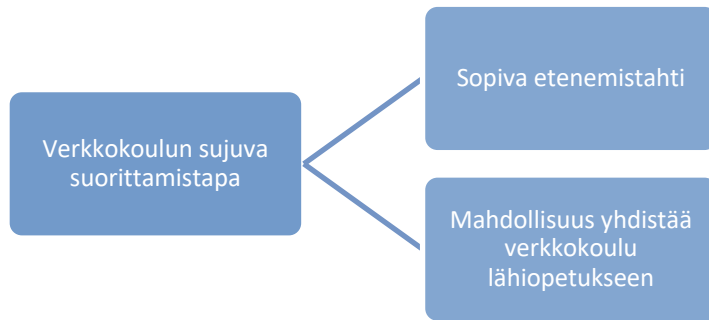 Verkkokoulun sujuva
suorittamistapa
Sopiva etenemistahti
Mahdollisuus yhdistää
verkkokoulu
lähiopetukseen